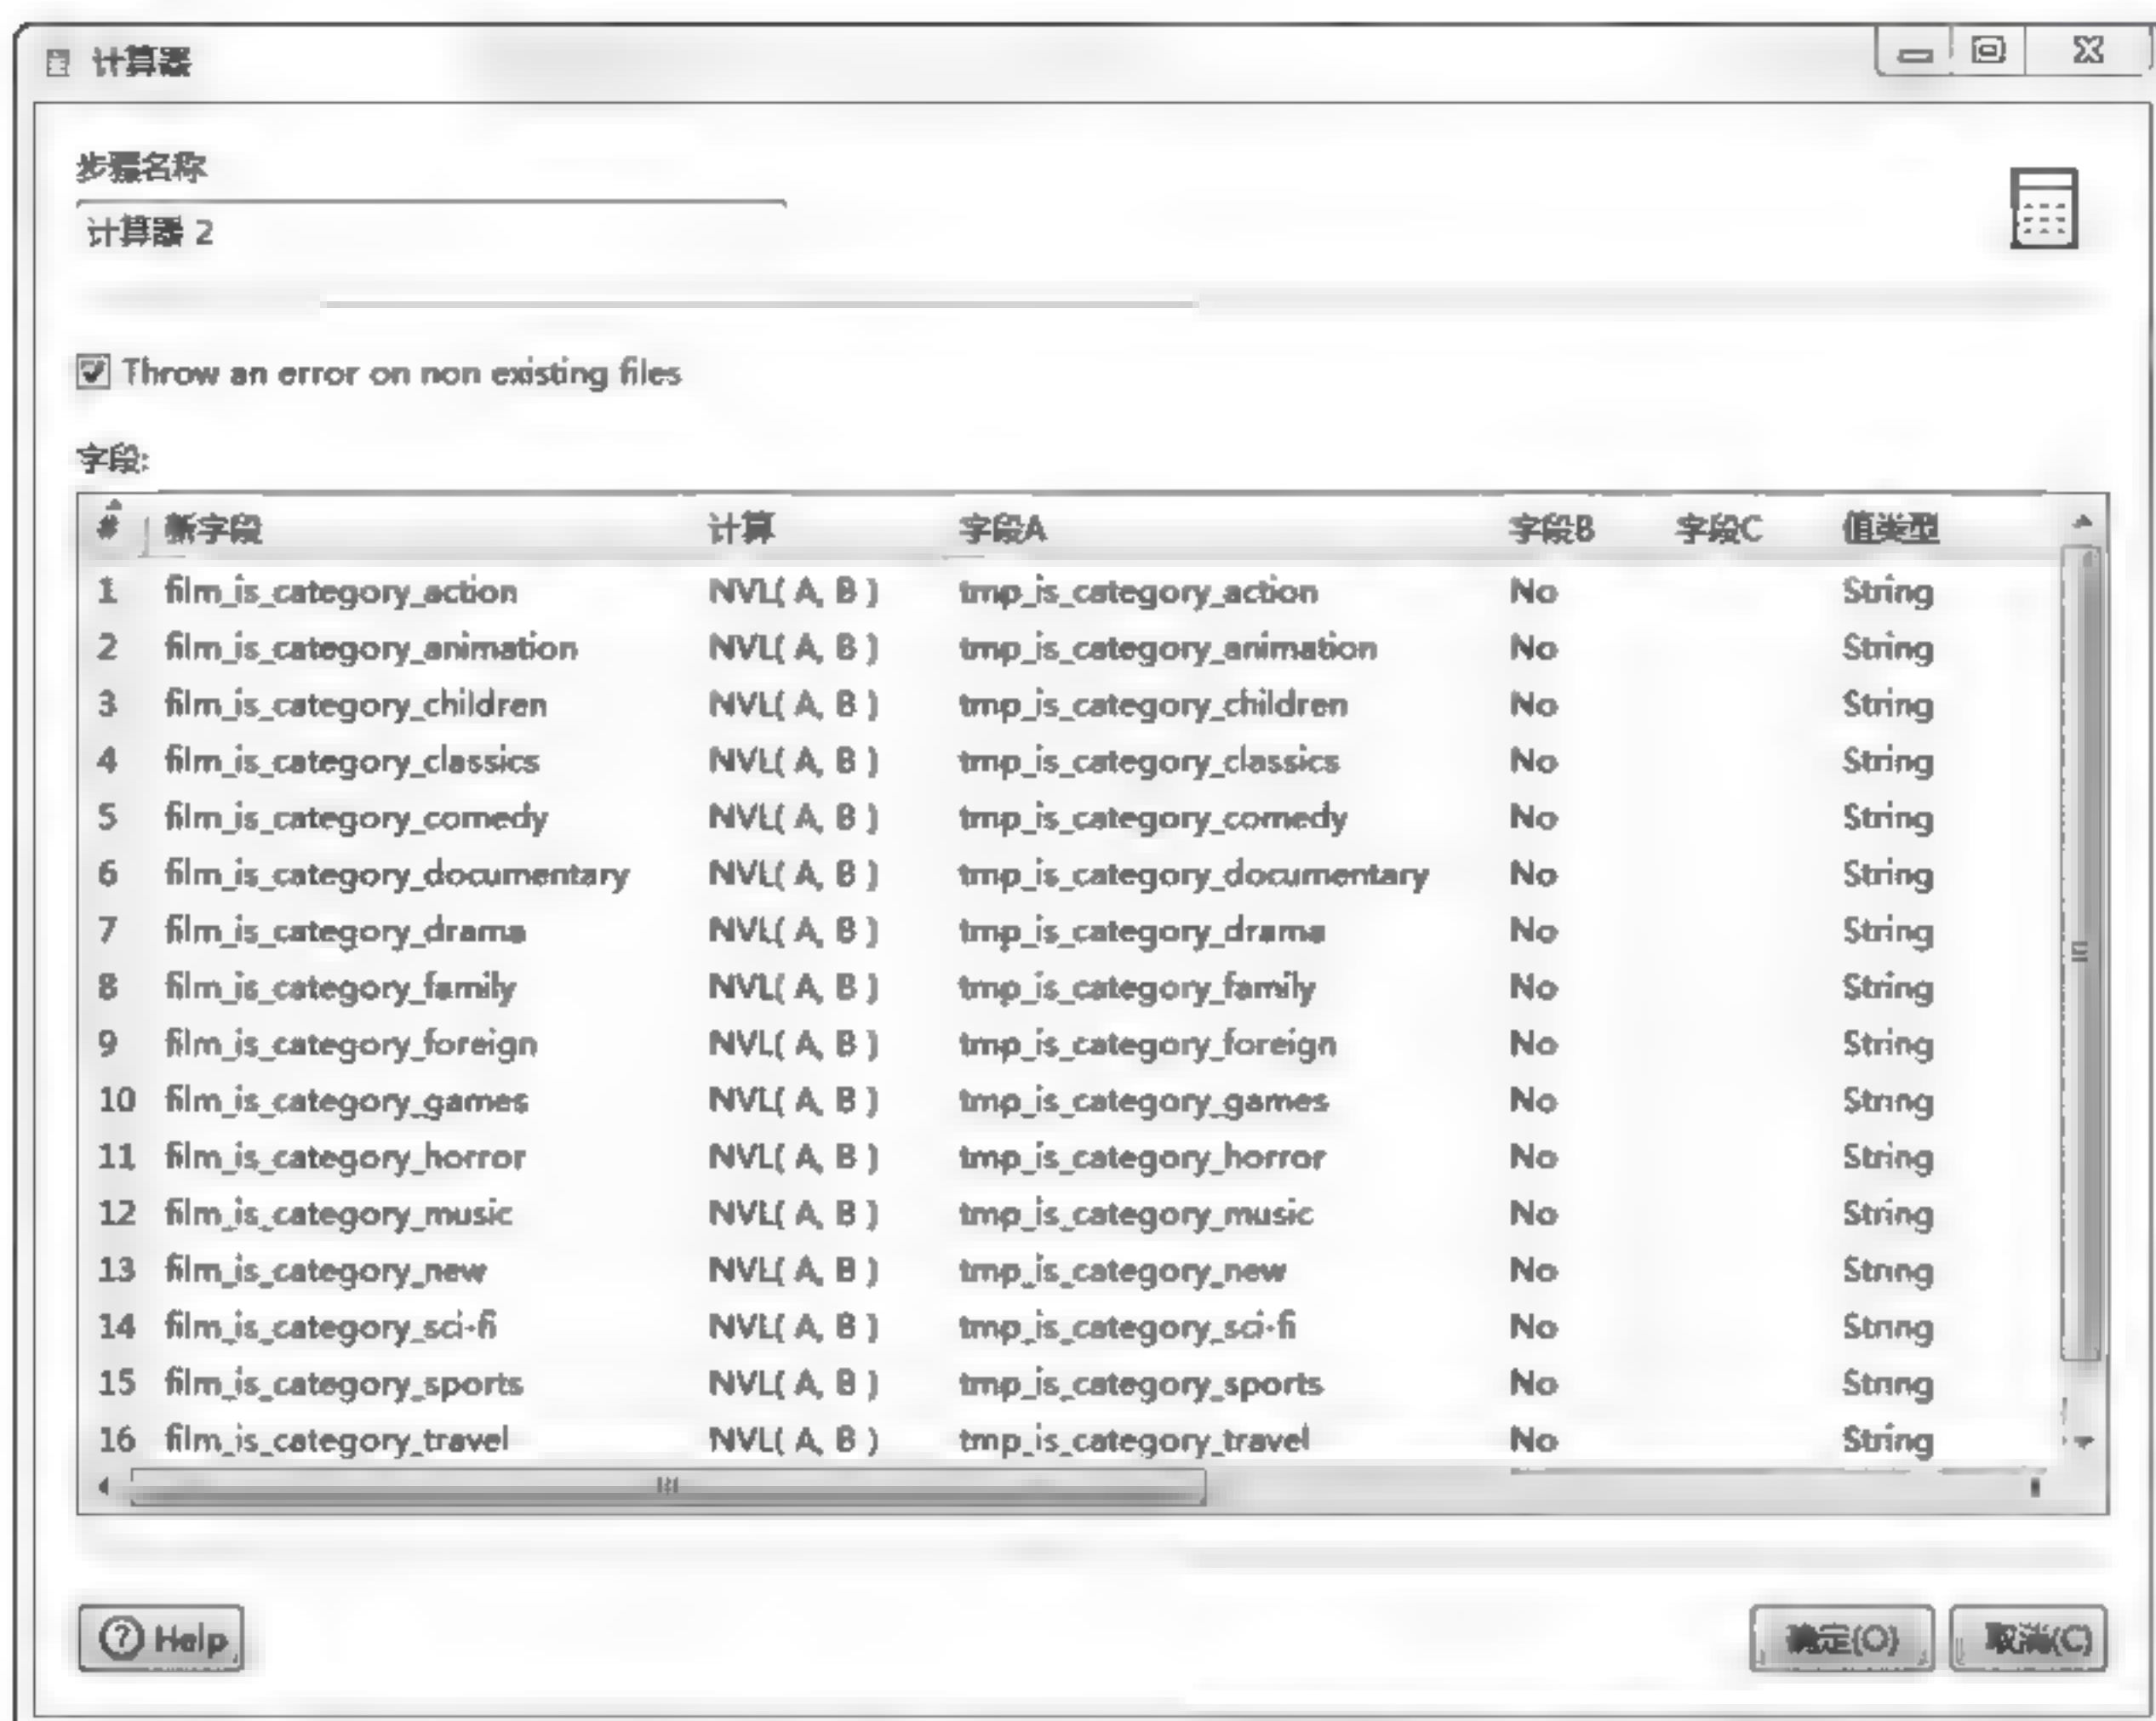 计算器
步骤名称
计算器 2
Throw an error on non existing files
字段:
# 新字段 计算 字段A 字段B 字段C 值类型
1 film_is_category_action NVL( A, B ) tmp_is_category_action No String
2 film_is_category_animation NVL( A, B ) tmp_is_category_animation No String
3 film_is_category_children NVL( A, B ) tmp_is_category_children No String
4 film_is_category_classics NVL( A, B ) tmp_is_category_classics No String
5 film_is_category_comedy NVL( A, B ) tmp_is_category_comedy No String
6 film_is_category_documentary NVL( A, B ) tmp_is_category_documentary No String
7 film_is_category_drama NVL( A, B ) tmp_is_category_drama No String
8 film_is_category_family NVL( A, B ) tmp_is_category_family No String
9 film_is_category_foreign NVL( A, B ) tmp_is_category_foreign No String
10 film_is_category_games NVL( A, B ) tmp_is_category_games No String
11 film_is_category_horror NVL( A, B ) tmp_is_category_horror No String
12 film_is_category_music NVL( A, B ) tmp_is_category_music No String
13 film_is_category_new NVL( A, B ) tmp_is_category_new No String
14 film_is_category_sci-fi NVL( A, B ) tmp_is_category_sci-fi No String
15 film_is_category_sports NVL( A, B ) tmp_is_category_sports No String
16 film_is_category_travel NVL( A, B ) tmp_is_category_travel No String
Help 确定(O) 取消(C)